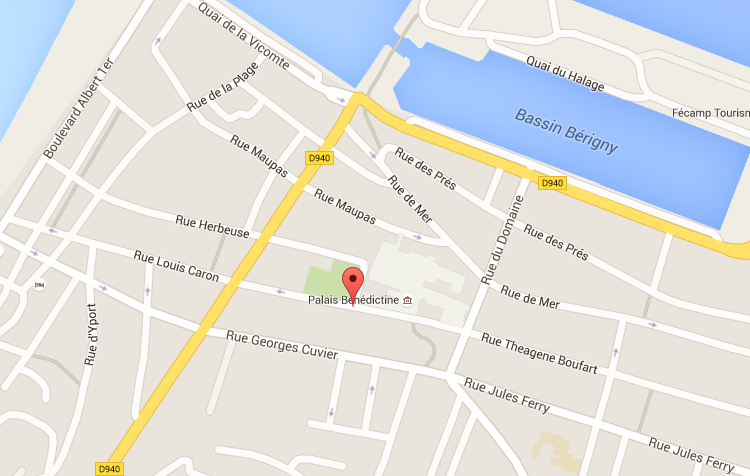 Quai de la Vicomte
Boulevard Albert 1er
Rue de la Plage
Quai du Halage
Fécamp Tourism
Bassin Bérigny
D940
Rue Maupas
Rue des Prés
D940
Rue Maupas
Rue de Mer
Rue Herbeuse
Rue du Domaine
Rue des Prés
Rue Louis Caron
Palais Bénédictine
Rue de Mer
Rue d'Yport
Rue Georges Cuvier
Rue Theagene Boufart
Rue Jules Ferry
Rue Jules Ferry
D940